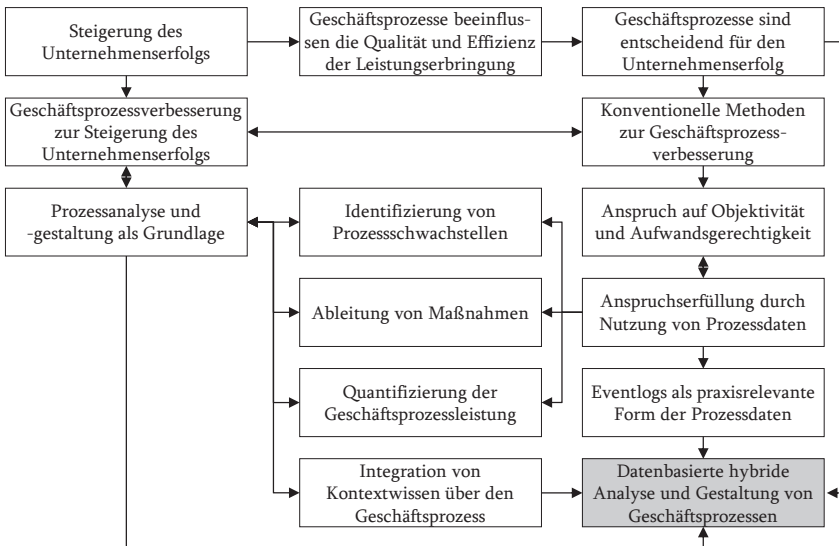 Steigerung des
Unternehmenserfolgs
Geschäftsprozesse beeinflus-
sen die Qualität und Effizienz
der Leistungserbringung
Geschäftsprozesse sind
entscheidend für den
Unternehmenserfolg
Geschäftsprozessverbesserung
zur Steigerung des
Unternehmenserfolgs
Konventionelle Methoden
zur Geschäftsprozess-
verbesserung
Prozessanalyse und
-gestaltung als Grundlage
Identifizierung von
Prozessschwachstellen
Anspruch auf Objektivität
und Aufwandsgerechtigkeit
Ableitung von Maßnahmen
Anspruchserfüllung durch
Nutzung von Prozessdaten
Quantifizierung der
Geschäftsprozessleistung
Eventlogs als praxisrelevante
Form der Prozessdaten
Integration von
Kontextwissen über den
Geschäftsprozess
Datenbasierte hybride
Analyse und Gestaltung von
Geschäftsprozessen